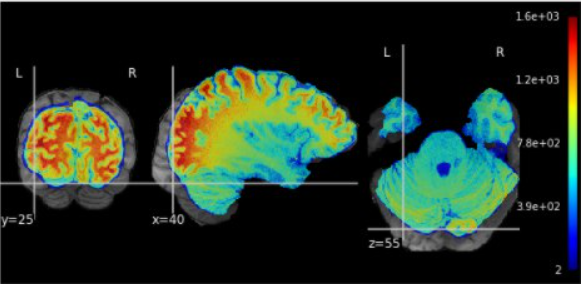 1.6e+03
L R
L R
1.2e+03
7.8e+02
3.9e+02
y=25 x=40
z=55
2